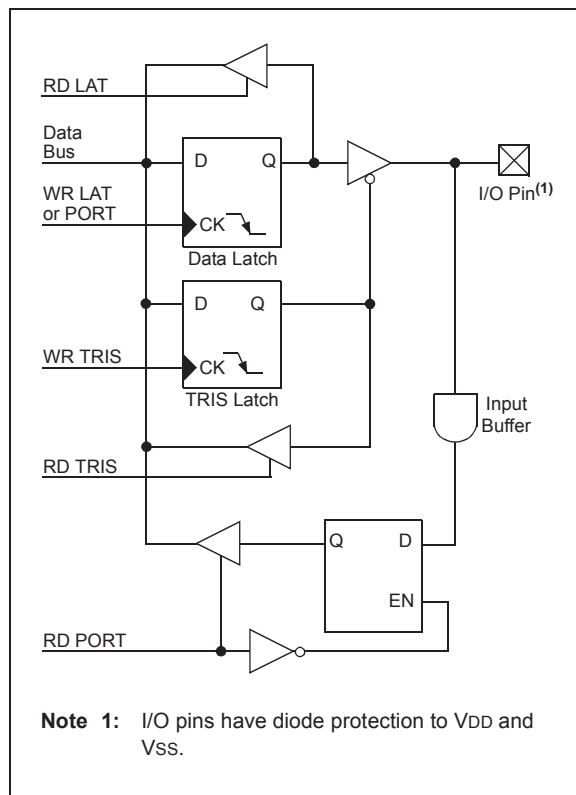 RD LAT
Data
Bus
D Q
WR LAT
or PORT
CK
I/O Pin(1)
Data Latch
D Q
WR TRIS
CK
TRIS Latch
Input
Buffer
RD TRIS
Q D
EN
RD PORT
Note 1: I/O pins have diode protection to VDD and
VSS.